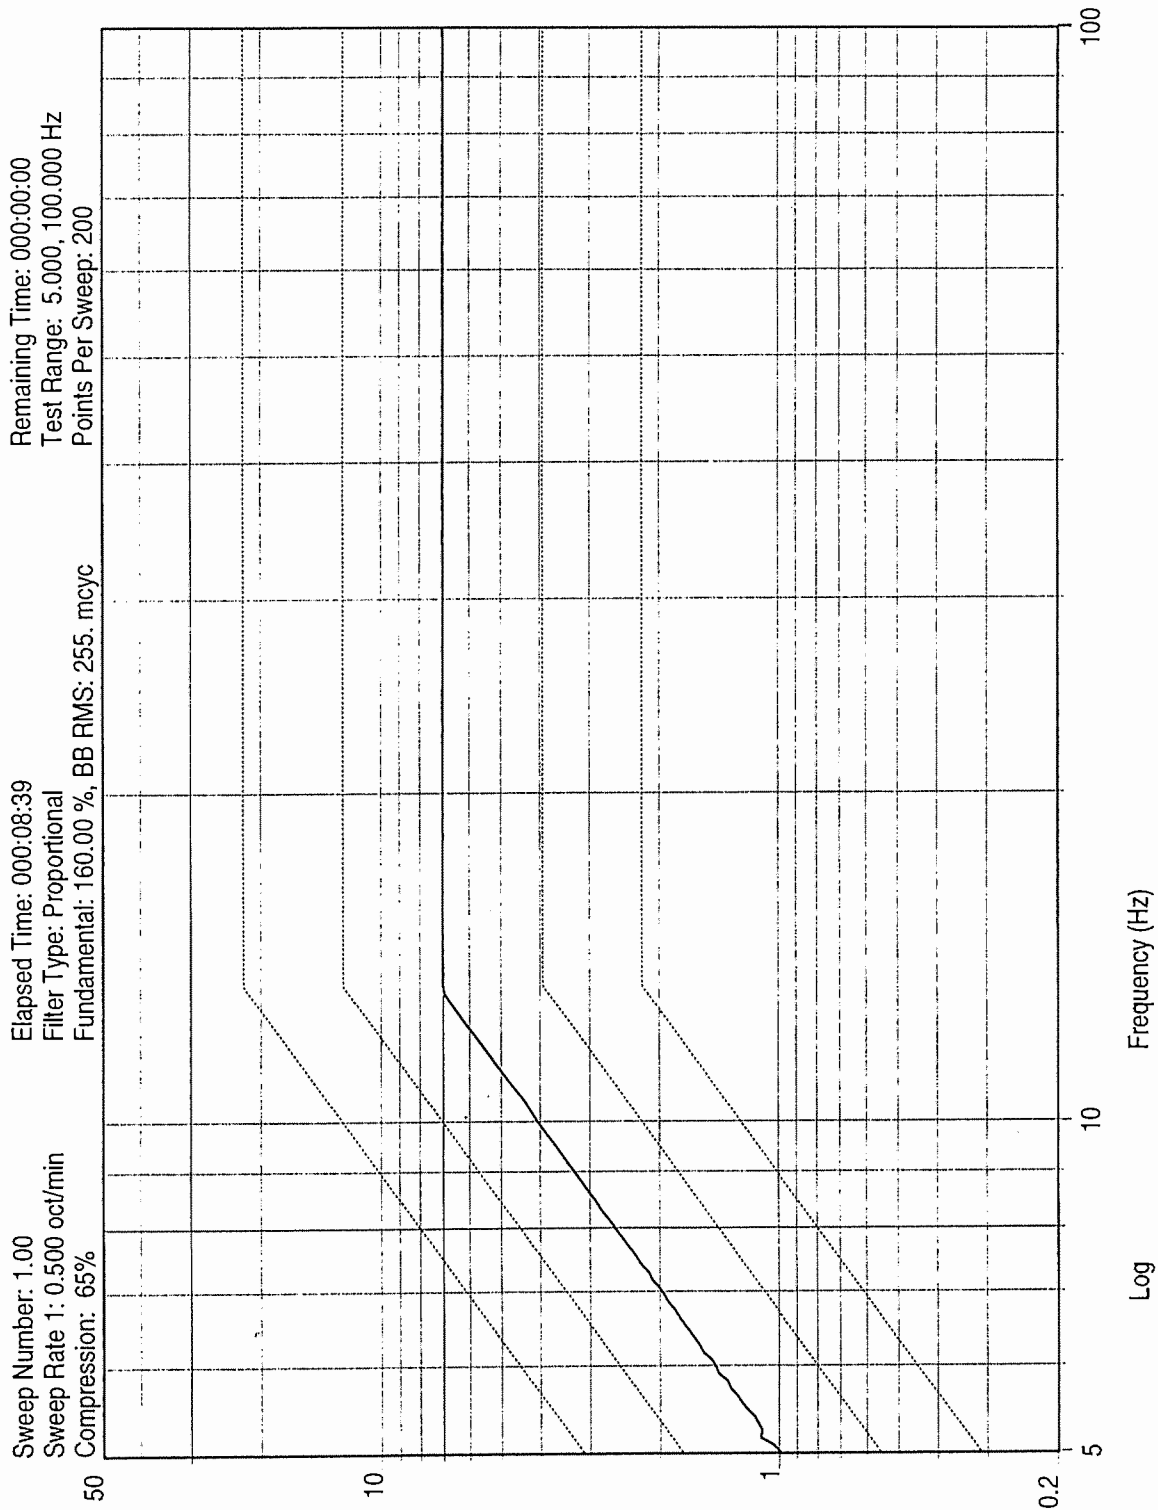 Sweep Number: 1.00
Sweep Rate 1: 0.500 oct/min
Compression: 65%
Elapsed Time: 000:08:39
Filter Type: Proportional
Fundamental: 160.00 %, BB RMS: 255. mcyc
Remaining Time: 000:00:00
Test Range: 5.000, 100.000 Hz
Points Per Sweep: 200
50
10
1
0.2
5
10
100
Log
Frequency (Hz)